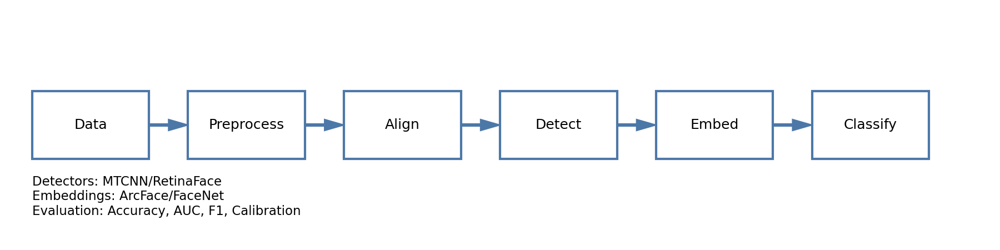 Data
Preprocess
Align
Detect
Embed
Classify
Detectors: MTCNN/RetinaFace
Embeddings: ArcFace/FaceNet
Evaluation: Accuracy, AUC, F1, Calibration